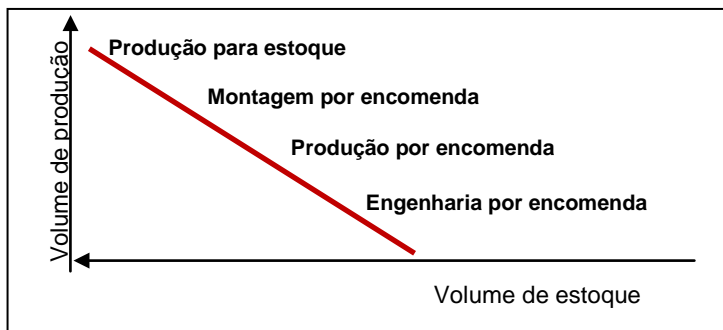 Volume de produção
Produção para estoque
Montagem por encomenda
Produção por encomenda
Engenharia por encomenda
Volume de estoque